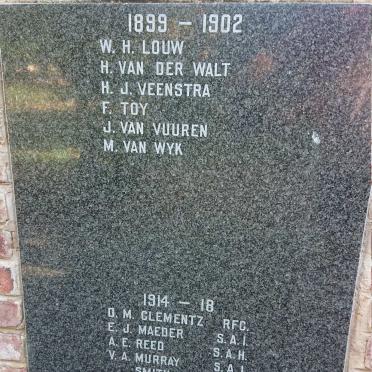 1899 - 1902
W. H. LOUW
H. VAN DER WALT
H. J. VEENSTRA
F. TOY
J. VAN VUUREN
M. VAN WYK
1914 - 18
D. M. CLEMENTZ RFC.
E. J. MAEDER S.A.I.
A. E. REED S.A.H.
V. A. MURRAY S.A.I.
SMITH